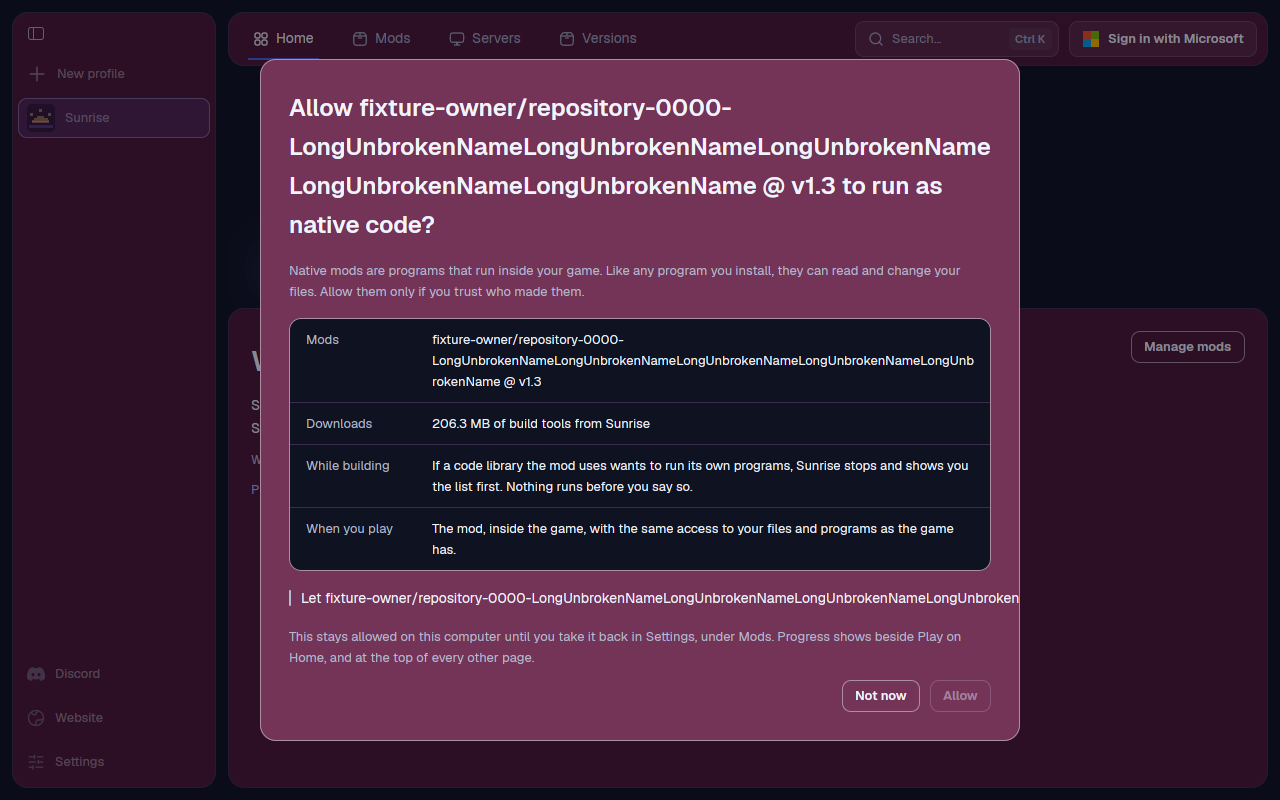 Home
Mods
Servers
Versions
Search...
Ctrl K
Sign in with Microsoft
New profile
Sunrise
Allow fixture-owner/repository-0000-
LongUnbrokenNameLongUnbrokenNameLongUnbrokenName
LongUnbrokenNameLongUnbrokenName @ v1.3 to run as
native code?
Native mods are programs that run inside your game. Like any program you install, they can read and change your
files. Allow them only if you trust who made them.
Manage mods
Mods
fixture-owner/repository-0000-
LongUnbrokenNameLongUnbrokenNameLongUnbrokenNameLongUnbrokenNameLongUnb
rokenName @ v1.3
Downloads
206.3 MB of build tools from Sunrise
While building
If a code library the mod uses wants to run its own programs, Sunrise stops and shows you
the list first. Nothing runs before you say so.
When you play
The mod, inside the game, with the same access to your files and programs as the game
has.
Let fixture-owner/repository-0000-LongUnbrokenNameLongUnbrokenNameLongUnbrokenNameLongUnbroken
This stays allowed on this computer until you take it back in Settings, under Mods. Progress shows beside Play on
Home, and at the top of every other page.
Not now
Allow
Discord
Website
Settings